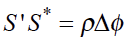 S'S* = ρΔϕ